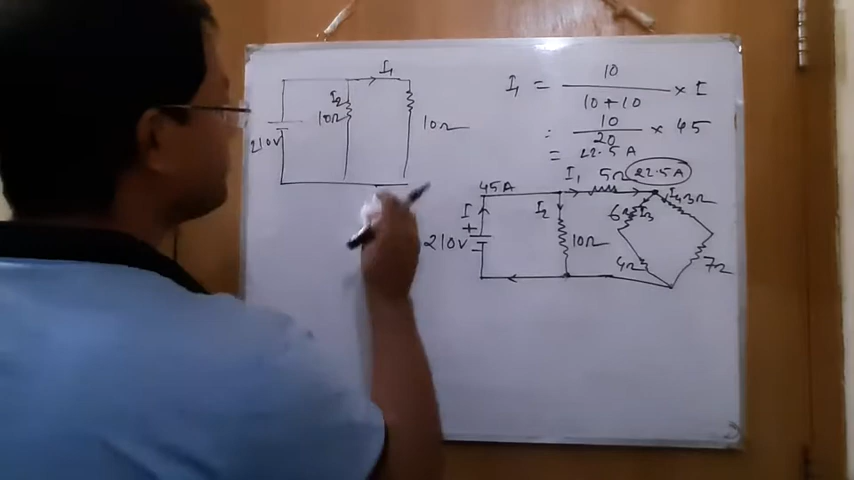 I₁
I₂
10Ω
10Ω
210V
I₁ = 10 / 10 + 10 × I
= 10 / 20 × 45
= 22.5 A
I₁ 5Ω 22.5A
45A
I I₂ 6Ω I₃ I₄ 3Ω
+
210V 10Ω 4Ω 7Ω